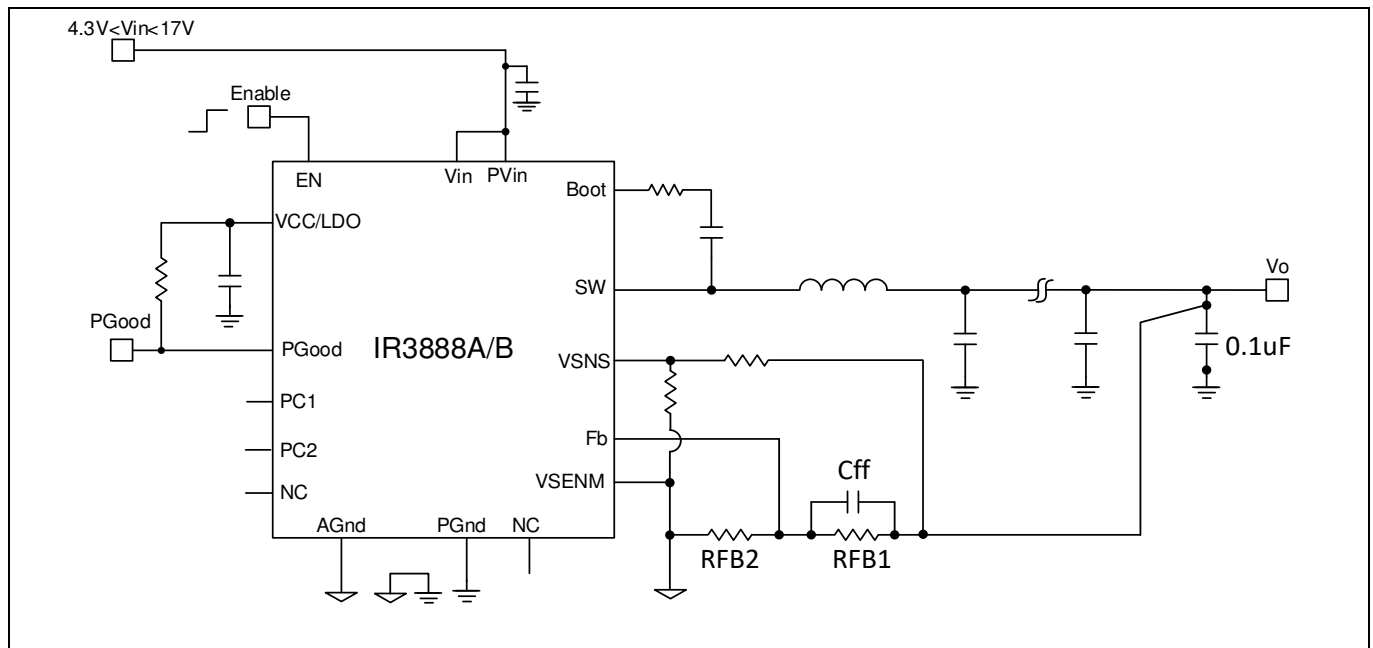 4.3V<Vin<17V
Enable
EN
Vin
PVin
Boot
VCC/LDO
SW
Vo
PGood
PGood
IR3888A/B
VSNS
0.1uF
PC1
Fb
PC2
Cff
VSENM
NC
AGnd
PGnd
NC
RFB2
RFB1